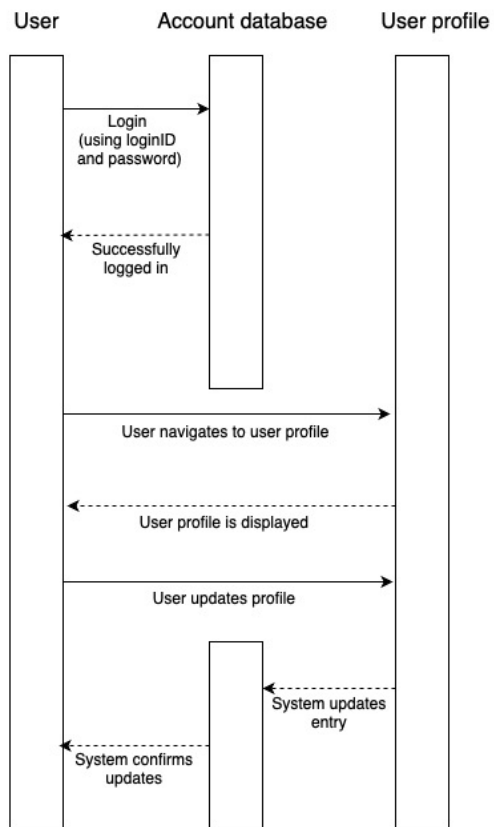 User
Account database
User profile
Login
(using loginID
and password)
Successfully
logged in
User navigates to user profile
User profile is displayed
User updates profile
System updates
entry
System confirms
updates